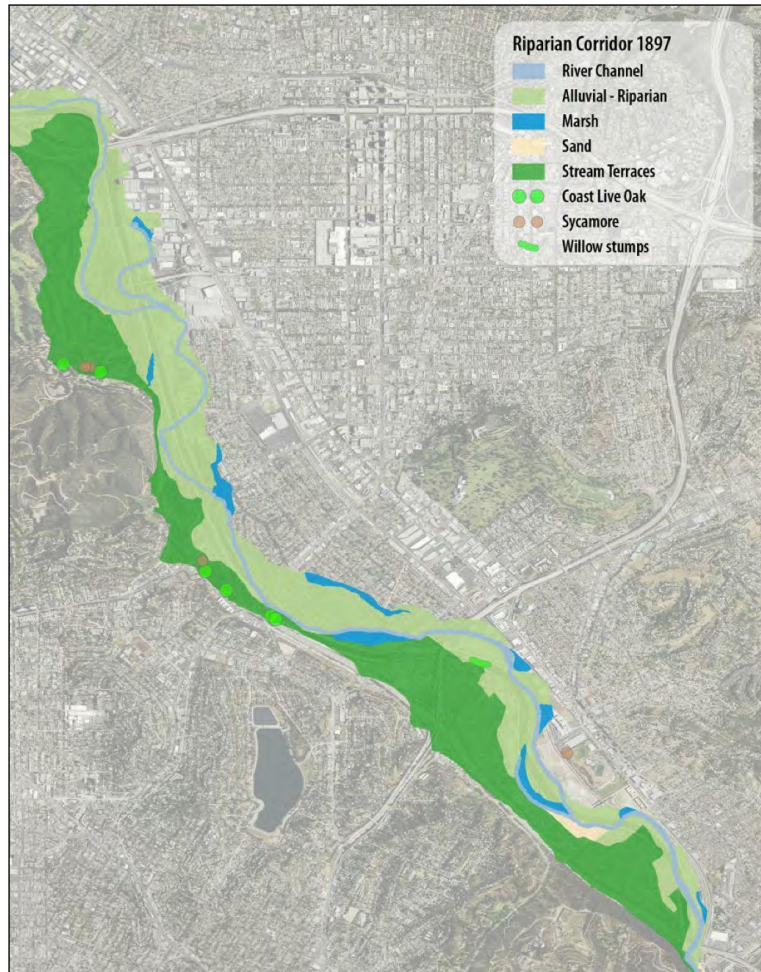 Riparian Corridor 1897
River Channel
Alluvial - Riparian
Marsh
Sand
Stream Terraces
Coast Live Oak
Sycamore
Willow stumps